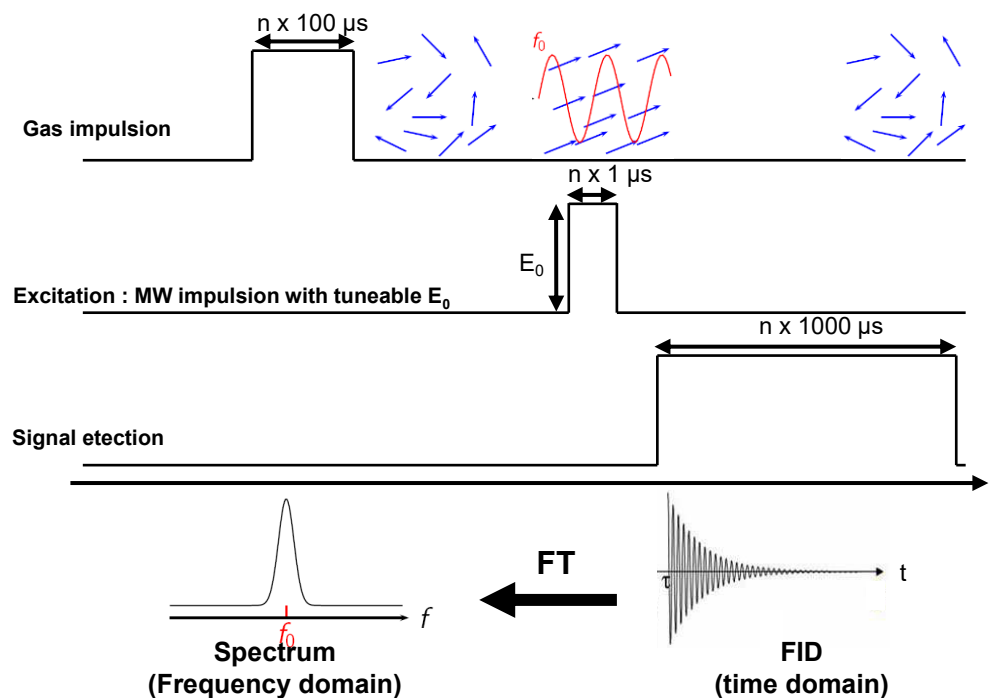 n x 100 µs
f0
Gas impulsion
n x 1 µs
E0
Excitation : MW impulsion with tuneable E0
n x 1000 µs
Signal etection
FT
τ
t
f
f0
Spectrum
(Frequency domain)
FID
(time domain)